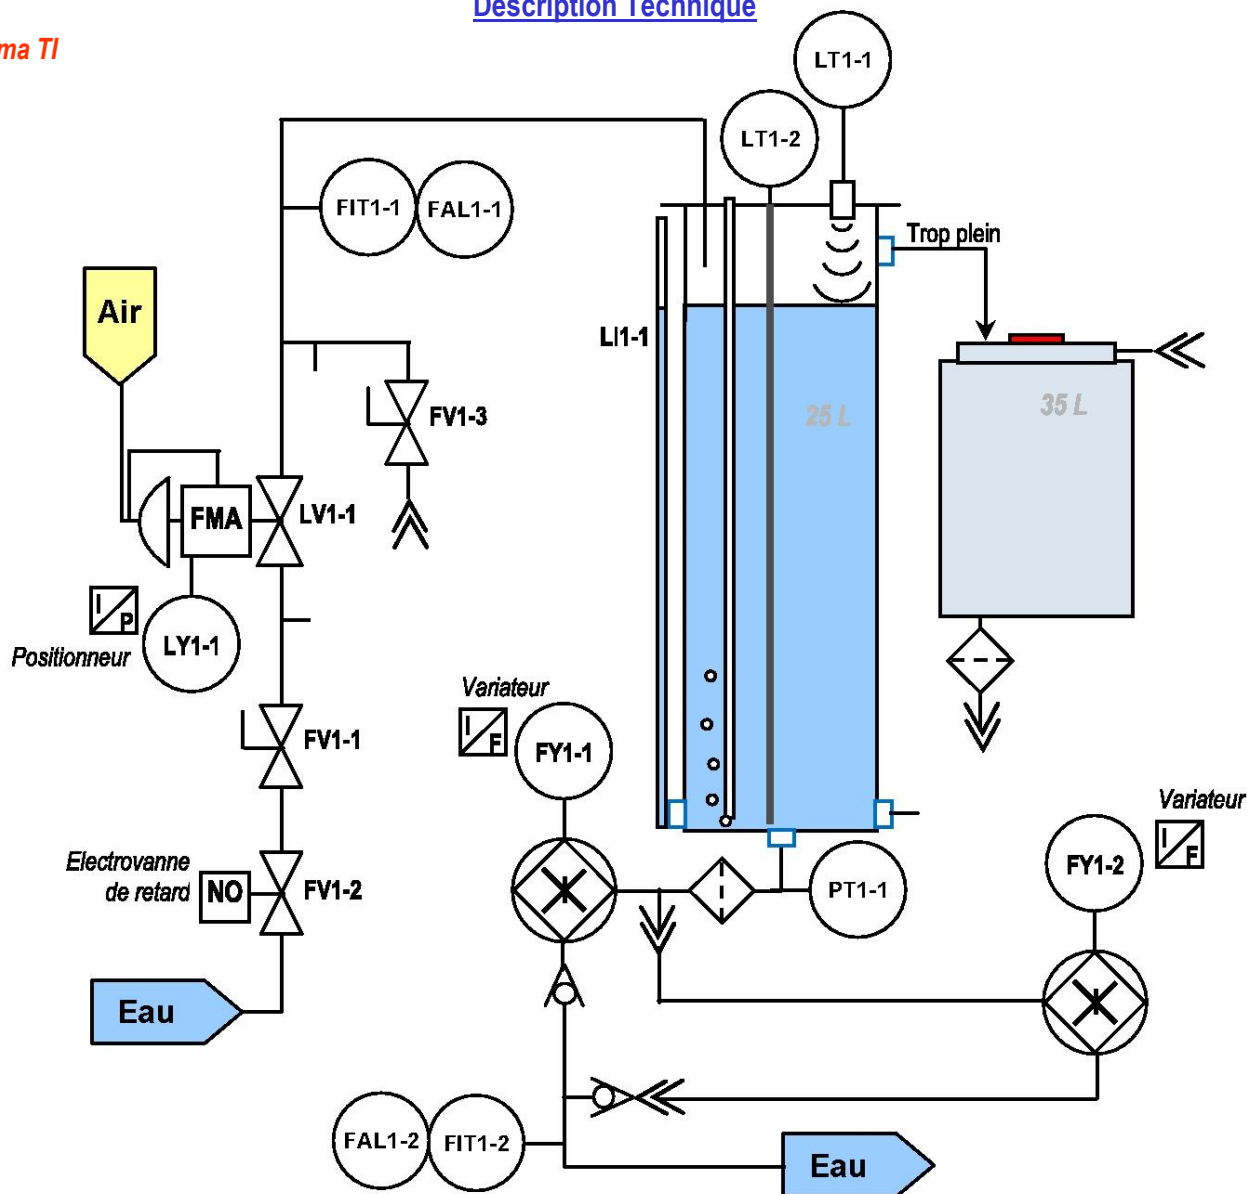 Description Technique
ma TI
LT1-1
LT1-2
FIT1-1
FAL1-1
Trop plein
Air
LI1-1
25 L
35 L
FV1-3
FMA
LV1-1
I/P
LY1-1
Positionneur
Variateur
I/F
FY1-1
FV1-1
Variateur
I/F
FY1-2
Electrovanne
de retard
NO
FV1-2
PT1-1
Eau
FAL1-2
FIT1-2
Eau